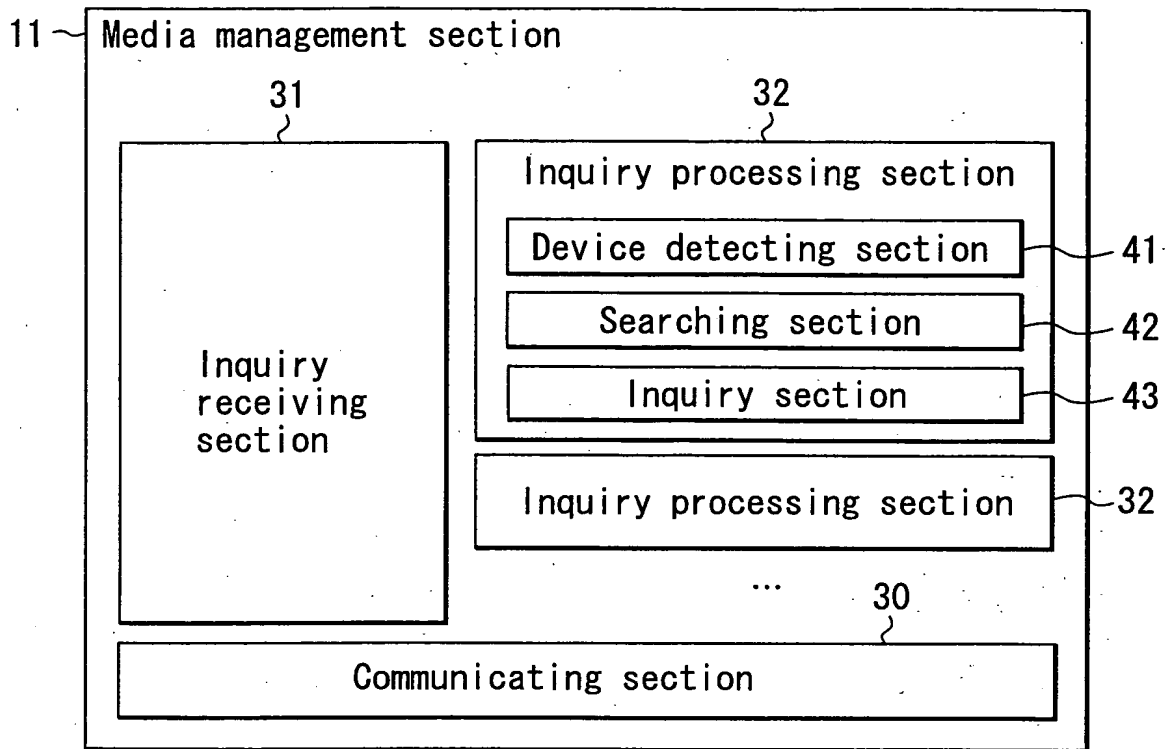 11
Media management section
31
32
Inquiry processing section
Device detecting section
41
Searching section
42
Inquiry section
43
Inquiry
receiving
section
Inquiry processing section
32
...
30
Communicating section